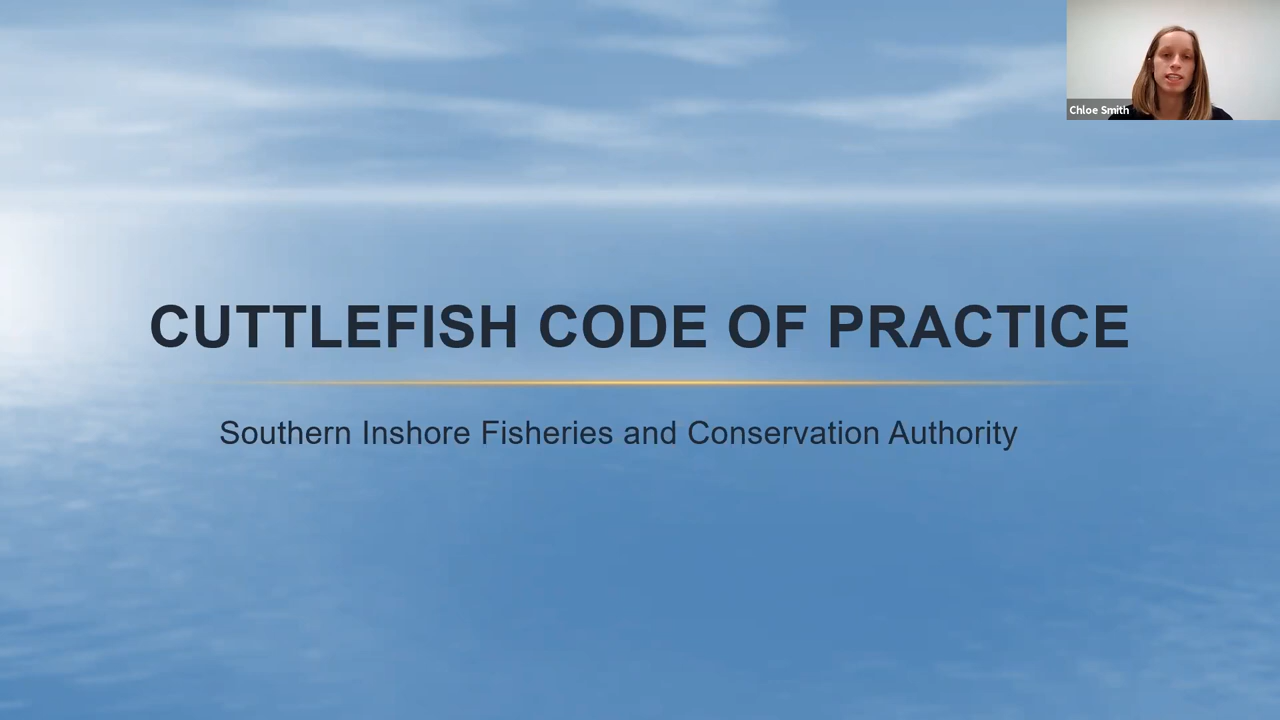 Chloe Smith
CUTTLEFISH CODE OF PRACTICE
Southern Inshore Fisheries and Conservation Authority